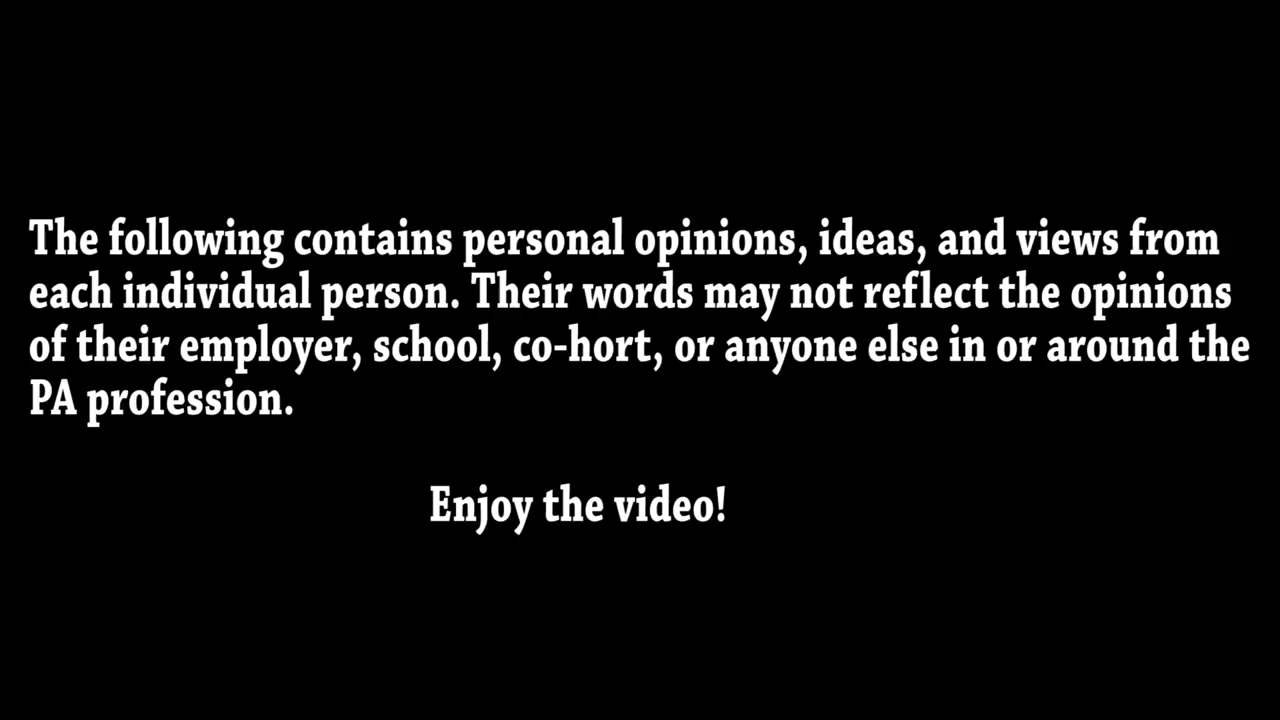 The following contains personal opinions, ideas, and views from
each individual person. Their words may not reflect the opinions
of their employer, school, co-hort, or anyone else in or around the
PA profession.
Enjoy the video!